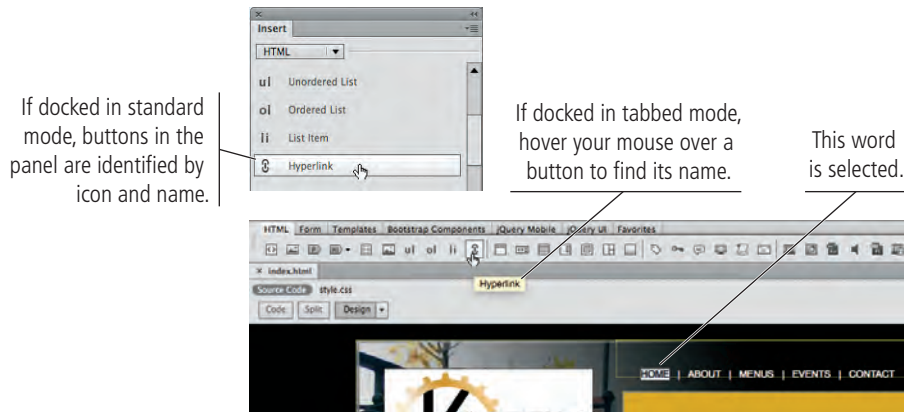 Insert
HTML
ul Unordered List
ol Ordered List
li List Item
Hyperlink
If docked in standard
mode, buttons in the
panel are identified by
icon and name.
If docked in tabbed mode,
hover your mouse over a
button to find its name.
This word
is selected.
HTML Form Templates Bootstrap Components jQuery Mobile jQuery UI Favorites
ul ol li
Hyperlink
index.html
Source Code style.css
Code Split Design
HOME | ABOUT | MENUS | EVENTS | CONTACT